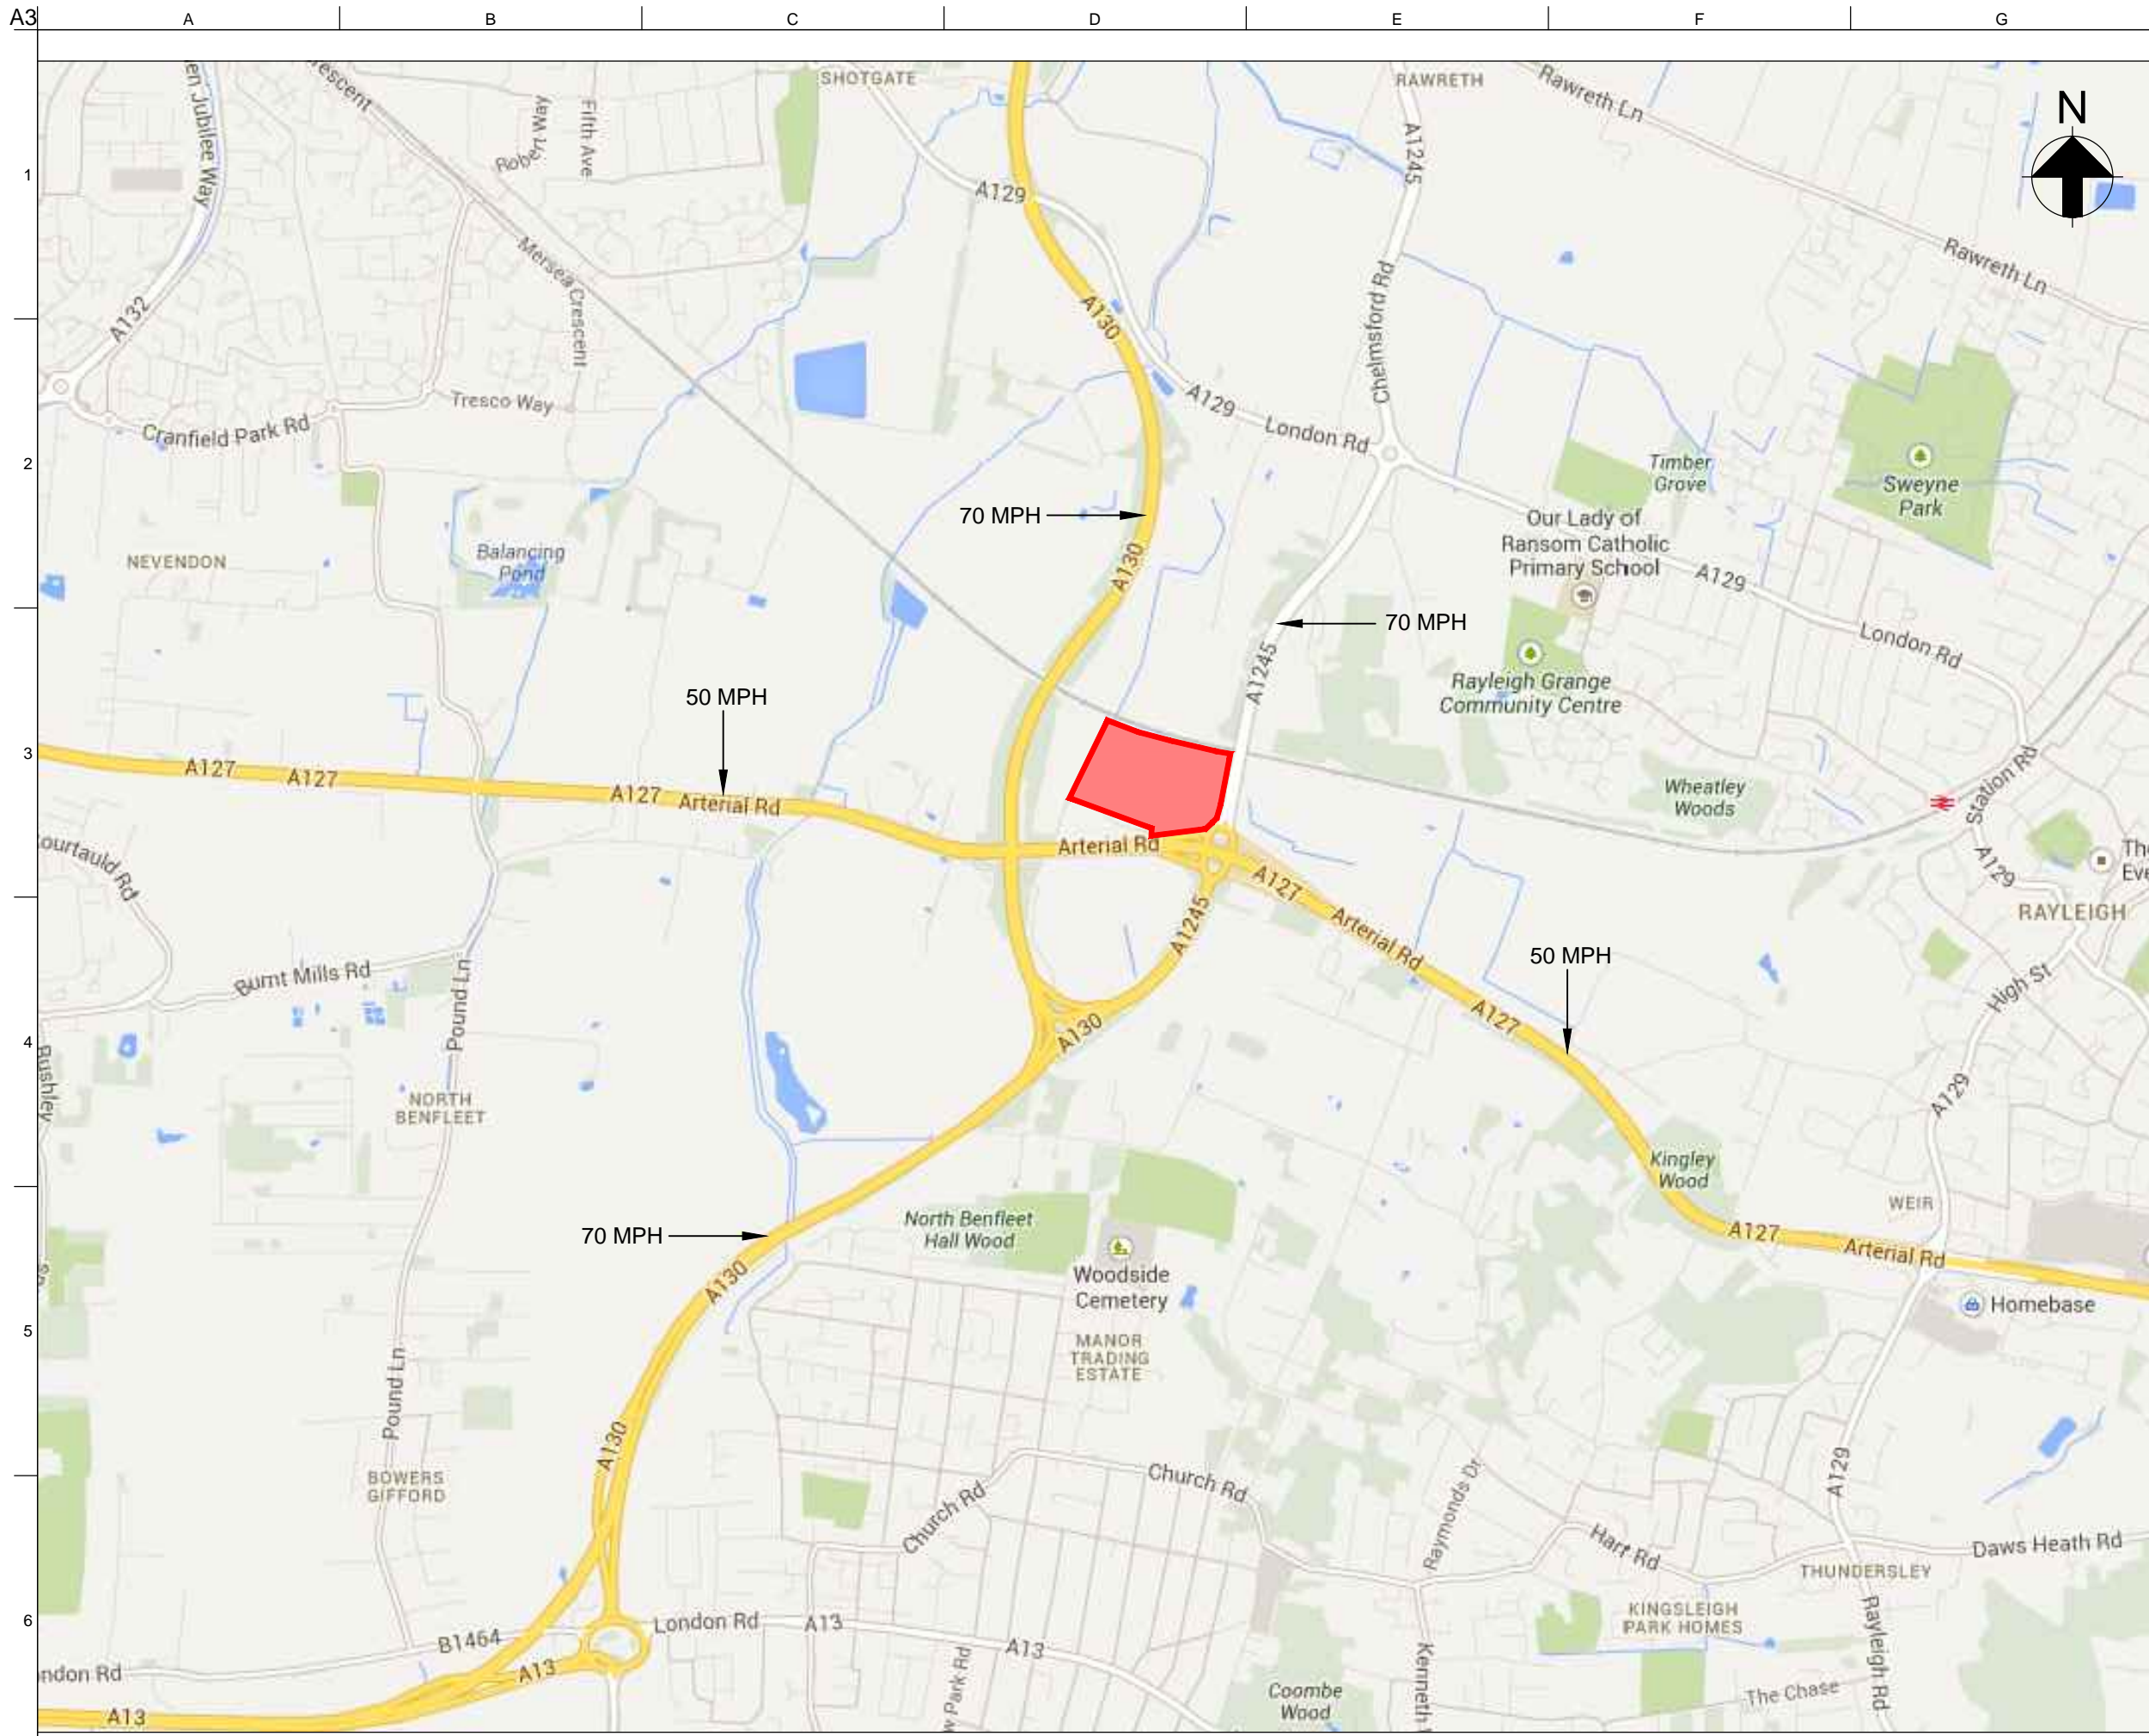 A3
A
B
C
D
E
F
G
1
2
3
4
5
6
N
SHOTGATE
RAWRETH
Rawreth Ln
Jubilee Way
Robert Way
Fifth Ave
A129
A1245
Rawreth Ln
Mersea Crescent
A132
A130
Chelmsford Rd
Tresco Way
A129
London Rd
Cranfield Park Rd
Timber
Grove
Sweyne
Park
70 MPH
Our Lady of
Ransom Catholic
Primary School
NEVENDON
Balancing
Pond
A130
A129
70 MPH
London Rd
A1245
Rayleigh Grange
Community Centre
50 MPH
A127
A127
A127
Arterial Rd
Wheatley
Woods
Station Rd
Arterial Rd
A127
A129
RAYLEIGH
Arterial Rd
A1245
50 MPH
Burnt Mills Rd
Pound Ln
High St
A127
A130
Rushley
NORTH
BENFLEET
A129
Kingley
Wood
North Benfleet
Hall Wood
WEIR
70 MPH
A127
Arterial Rd
A130
Woodside
Cemetery
Homebase
MANOR
TRADING
ESTATE
Pound Ln
A130
BOWERS
GIFFORD
Church Rd
Church Rd
Raymonds Dr
A129
Hart Rd
Daws Heath Rd
THUNDERSLEY
KINGSLEIGH
PARK HOMES
London Rd
A13
B1464
A13
A13
Rayleigh Rd
Park Rd
Kenneth
Coombe
Wood
The Chase
A13